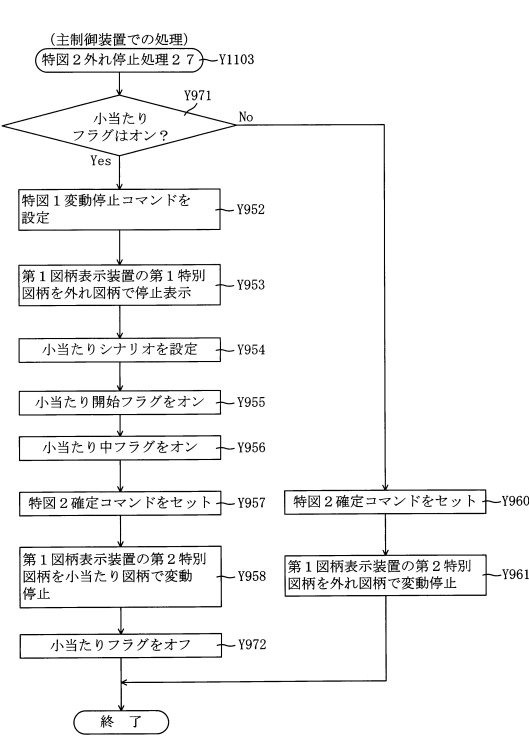 （主制御装置での処理）
特図２外れ停止処理２７
Y1103
Y971
小当たり
フラグはオン？
No
Yes
特図１変動停止コマンドを
設定
Y952
第１図柄表示装置の第１特別
図柄を外れ図柄で停止表示
Y953
小当たりシナリオを設定
Y954
小当たり開始フラグをオン
Y955
小当たり中フラグをオン
Y956
特図２確定コマンドをセット
Y957
特図２確定コマンドをセット
Y960
第１図柄表示装置の第２特別
図柄を小当たり図柄で変動
停止
Y958
第１図柄表示装置の第２特別
図柄を外れ図柄で変動停止
Y961
小当たりフラグをオフ
Y972
終　了